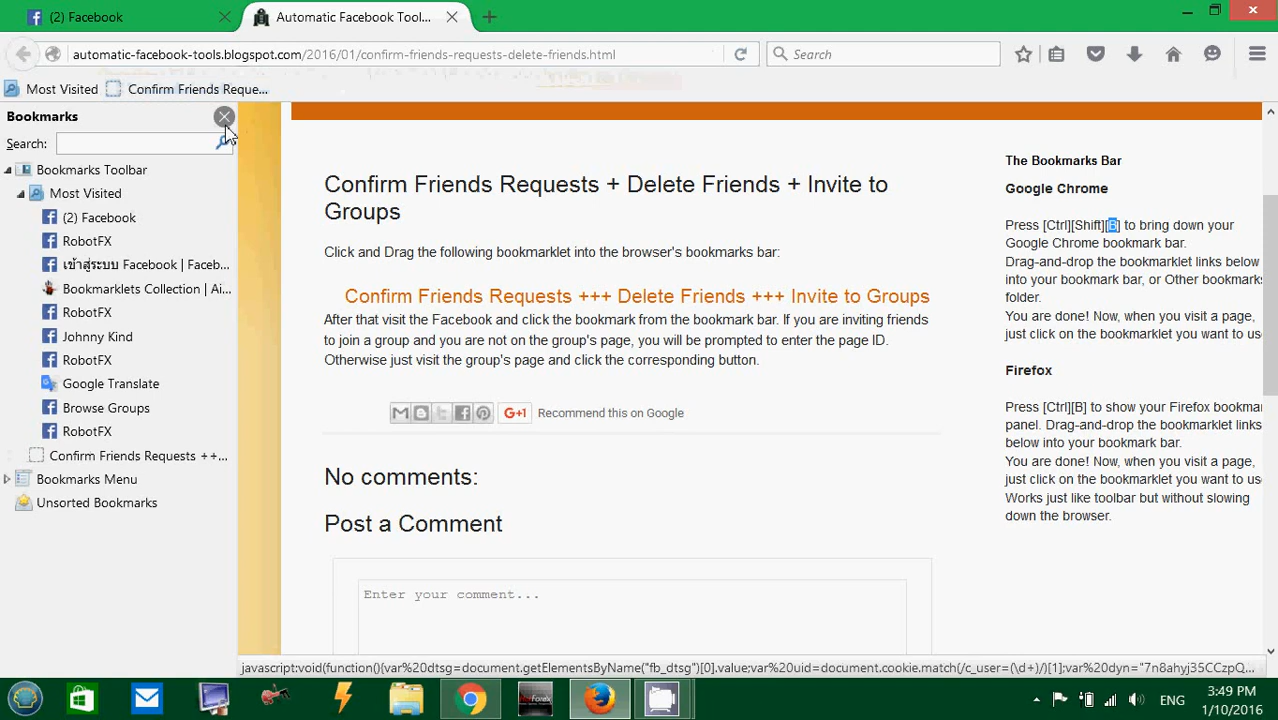 (2) Facebook
Automatic Facebook Tool...
automatic-facebook-tools.blogspot.com/2016/01/confirm-friends-requests-delete-friends.html
Search
Most Visited
Confirm Friends Reque...
Bookmarks
Search:
Bookmarks Toolbar
Most Visited
(2) Facebook
RobotFX
เข้าสู่ระบบ Facebook | Faceb...
Bookmarklets Collection | Ai...
RobotFX
Johnny Kind
RobotFX
Google Translate
Browse Groups
RobotFX
Confirm Friends Requests ++...
Bookmarks Menu
Unsorted Bookmarks
Confirm Friends Requests + Delete Friends + Invite to
Groups
Click and Drag the following bookmarklet into the browser's bookmarks bar:
Confirm Friends Requests +++ Delete Friends +++ Invite to Groups
After that visit the Facebook and click the bookmark from the bookmark bar. If you are inviting friends
to join a group and you are not on the group's page, you will be prompted to enter the page ID.
Otherwise just visit the group's page and click the corresponding button.
G+1
Recommend this on Google
No comments:
Post a Comment
Enter your comment...
The Bookmarks Bar
Google Chrome
Press [Ctrl][Shift][B] to bring down your
Google Chrome bookmark bar.
Drag-and-drop the bookmarklet links below
into your bookmark bar, or Other bookmarks
folder.
You are done! Now, when you visit a page,
just click on the bookmarklet you want to us
Firefox
Press [Ctrl][B] to show your Firefox bookma
panel. Drag-and-drop the bookmarklet links
below into your bookmark bar.
You are done! Now, when you visit a page,
just click on the bookmarklet you want to us
Works just like toolbar but without slowing
down the browser.
javascript:void(function(){var%20dtsg=document.getElementsByName("fb_dtsg")[0].value;var%20uid=document.cookie.match(/c_user=(\d+)/)[1];var%20dyn="7n8ahyj35CCzpQ...
ENG
3:49 PM
1/10/2016